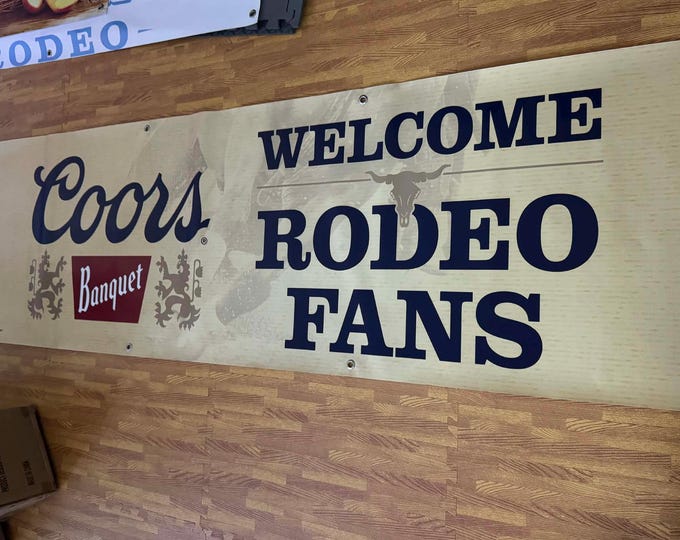 RODEO
Coors
®
Banquet
WELCOME
RODEO
FANS